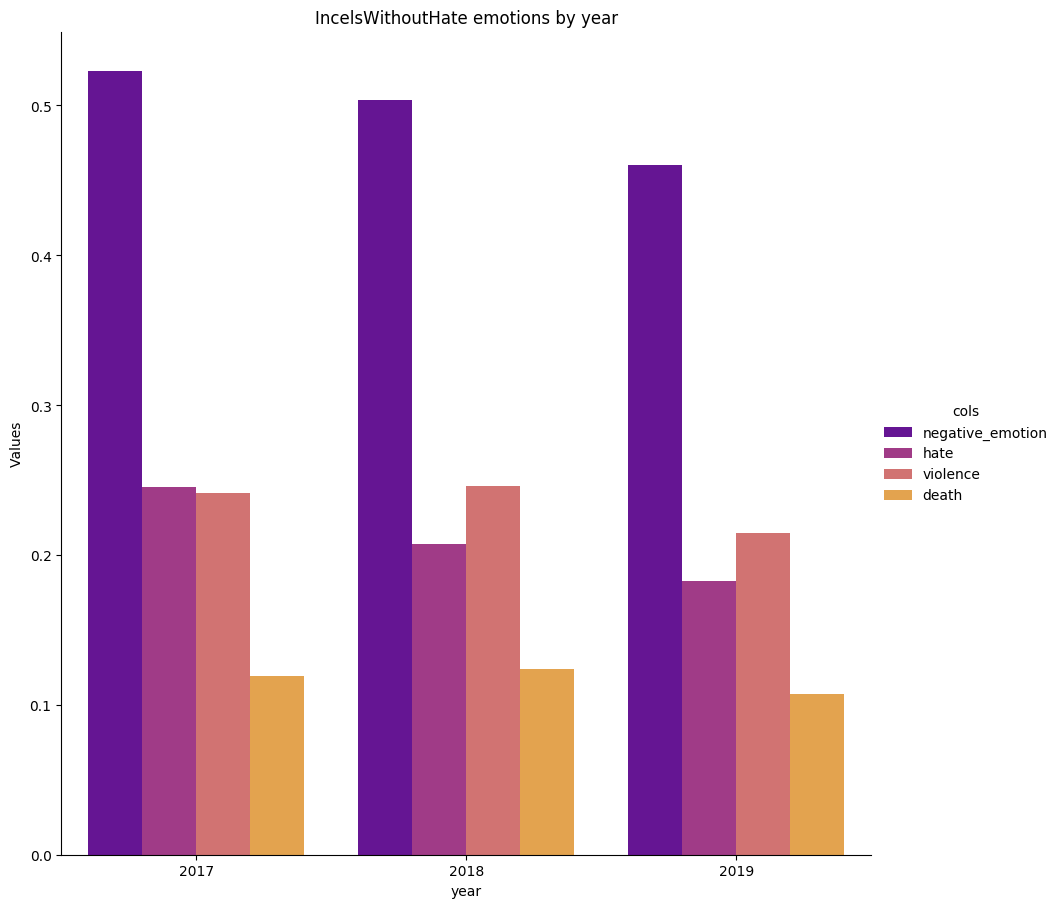 IncelsWithoutHate emotions by year
Values
0.5
0.4
0.3
0.2
0.1
0.0
2017 2018 2019
year
cols
negative_emotion
hate
violence
death